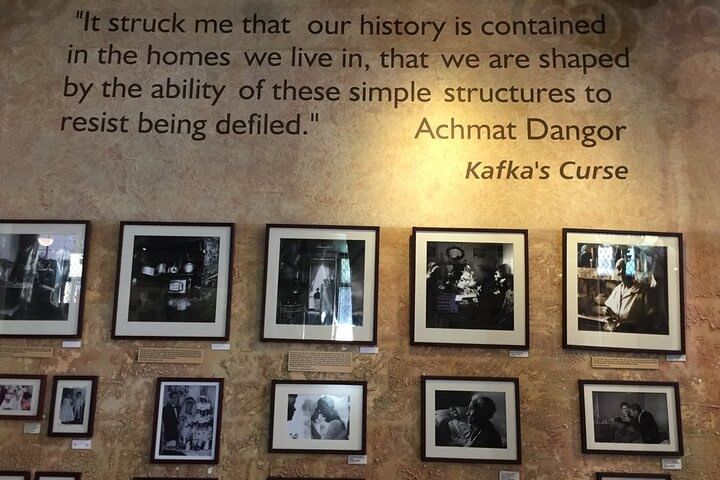 "It struck me that our history is contained
in the homes we live in, that we are shaped
by the ability of these simple structures to
resist being defiled."
Achmat Dangor
Kafka's Curse